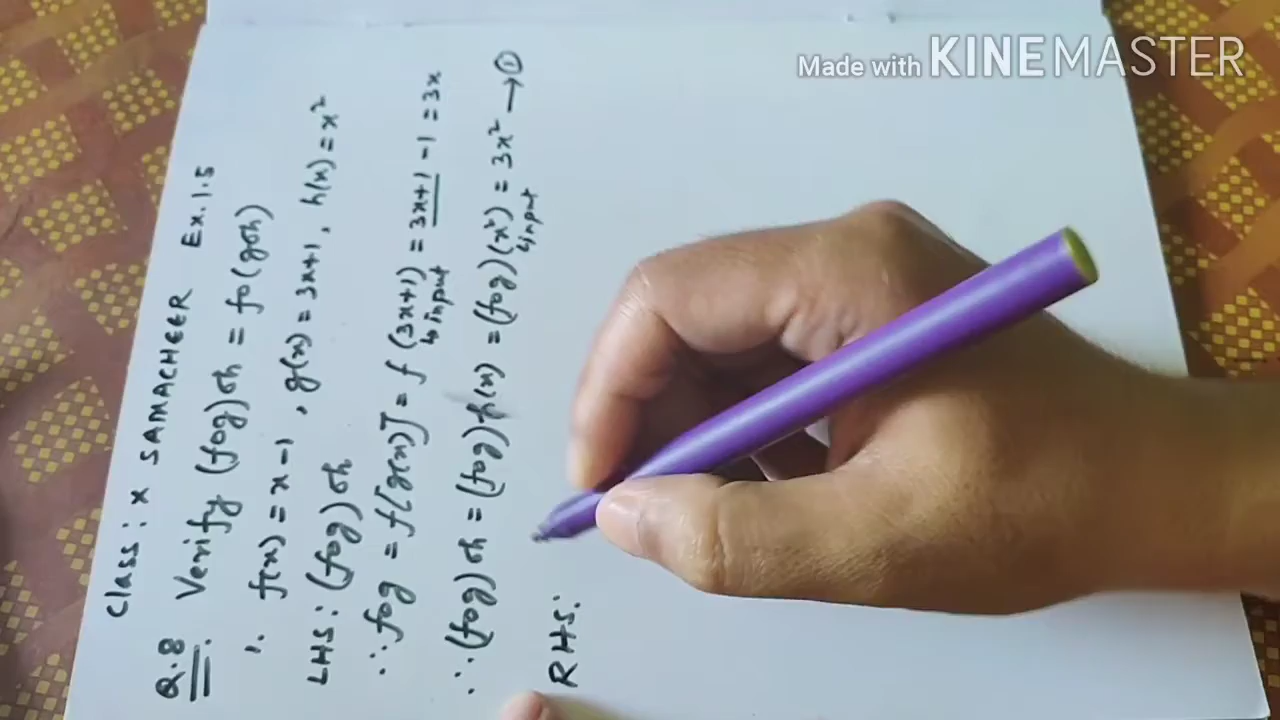 Made with KINEMASTER
Class : X SAMACHEER Ex. 1.5
Q.8. Verify (fog)oh = fo(goh)
1. f(x) = x-1, g(x) = 3x+1, h(x) = x²
LHS : (fog)oh
∴ fog = f[g(x)] = f(3x+1) = 3x+1 -1 = 3x
↳ input
∴ (fog)oh = (fog)h(x) = (fog)(x²) = 3x² → ①
↳ input
RHS: